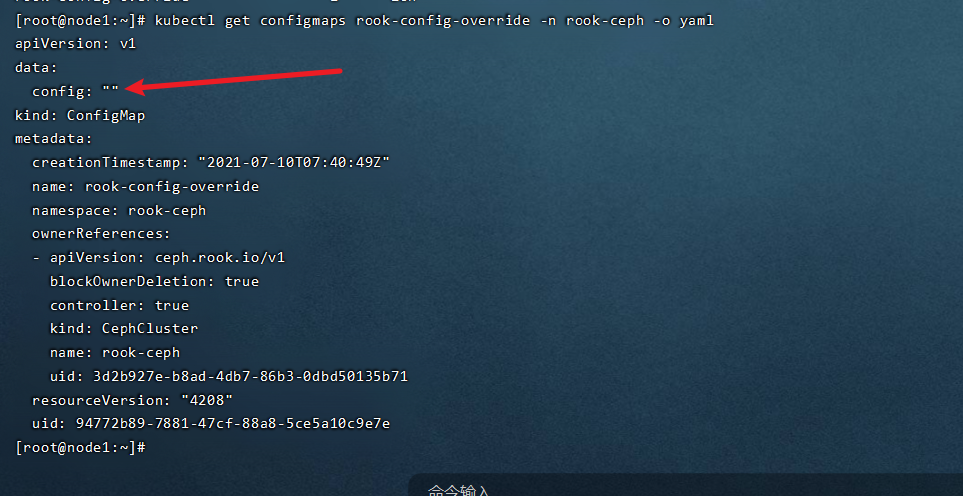 [root@node1:~]# kubectl get configmaps rook-config-override -n rook-ceph -o yaml
apiVersion: v1
data:
  config: ""
kind: ConfigMap
metadata:
  creationTimestamp: "2021-07-10T07:40:49Z"
  name: rook-config-override
  namespace: rook-ceph
  ownerReferences:
  - apiVersion: ceph.rook.io/v1
    blockOwnerDeletion: true
    controller: true
    kind: CephCluster
    name: rook-ceph
    uid: 3d2b927e-b8ad-4db7-86b3-0dbd50135b71
  resourceVersion: "4208"
  uid: 94772b89-7881-47cf-88a8-5ce5a10c9e7e
[root@node1:~]#
命令输入